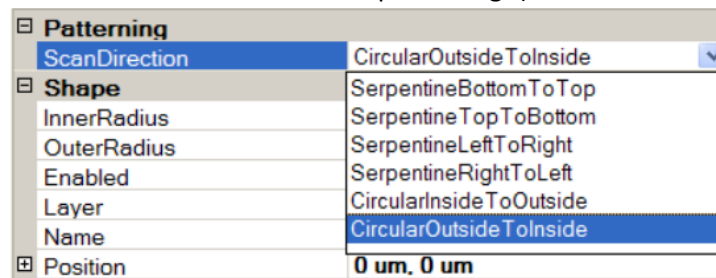 Patterning
ScanDirection CircularOutsideToInside
Shape SerpentineBottomToTop
InnerRadius SerpentineTopToBottom
OuterRadius SerpentineLeftToRight
Enabled SerpentineRightToLeft
Layer CircularInsideToOutside
Name CircularOutsideToInside
Position 0 um, 0 um